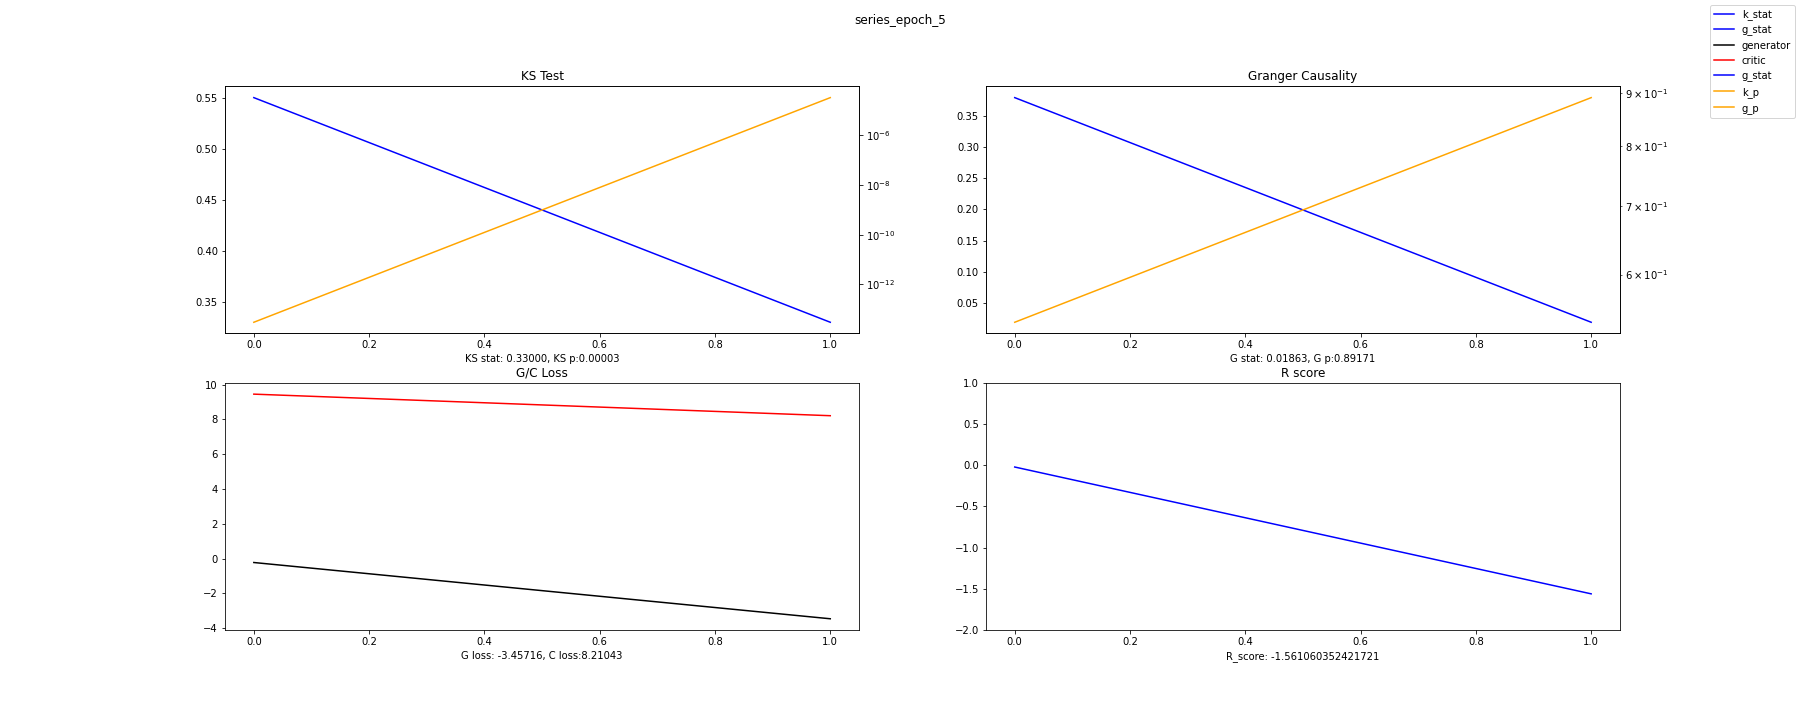 series_epoch_5
k_stat
g_stat
generator
critic
g_stat
k_p
g_p
KS Test
0.55
0.50
0.45
0.40
0.35
10⁻⁶
10⁻⁸
10⁻¹⁰
10⁻¹²
0.0 0.2 0.4 0.6 0.8 1.0
KS stat: 0.33000, KS p:0.00003
Granger Causality
0.35
0.30
0.25
0.20
0.15
0.10
0.05
9 × 10⁻¹
8 × 10⁻¹
7 × 10⁻¹
6 × 10⁻¹
0.0 0.2 0.4 0.6 0.8 1.0
G stat: 0.01863, G p:0.89171
G/C Loss
10
8
6
4
2
0
−2
−4
0.0 0.2 0.4 0.6 0.8 1.0
G loss: -3.45716, C loss:8.21043
R score
1.0
0.5
0.0
−0.5
−1.0
−1.5
−2.0
0.0 0.2 0.4 0.6 0.8 1.0
R_score: -1.561060352421721